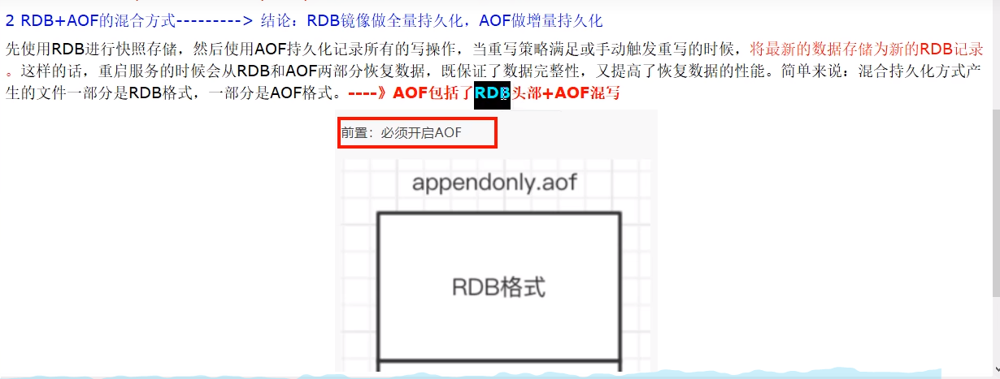 2 RDB+AOF的混合方式---------> 结论：RDB镜像做全量持久化，AOF做增量持久化
先使用RDB进行快照存储，然后使用AOF持久化记录所有的写操作，当重写策略满足或手动触发重写的时候，将最新的数据存储为新的RDB记录
。这样的话，重启服务的时候会从RDB和AOF两部分恢复数据，既保证了数据完整性，又提高了恢复数据的性能。简单来说：混合持久化方式产
生的文件一部分是RDB格式，一部分是AOF格式。----》AOF包括了RDB头部+AOF混写
前置：必须开启AOF
appendonly.aof
RDB格式